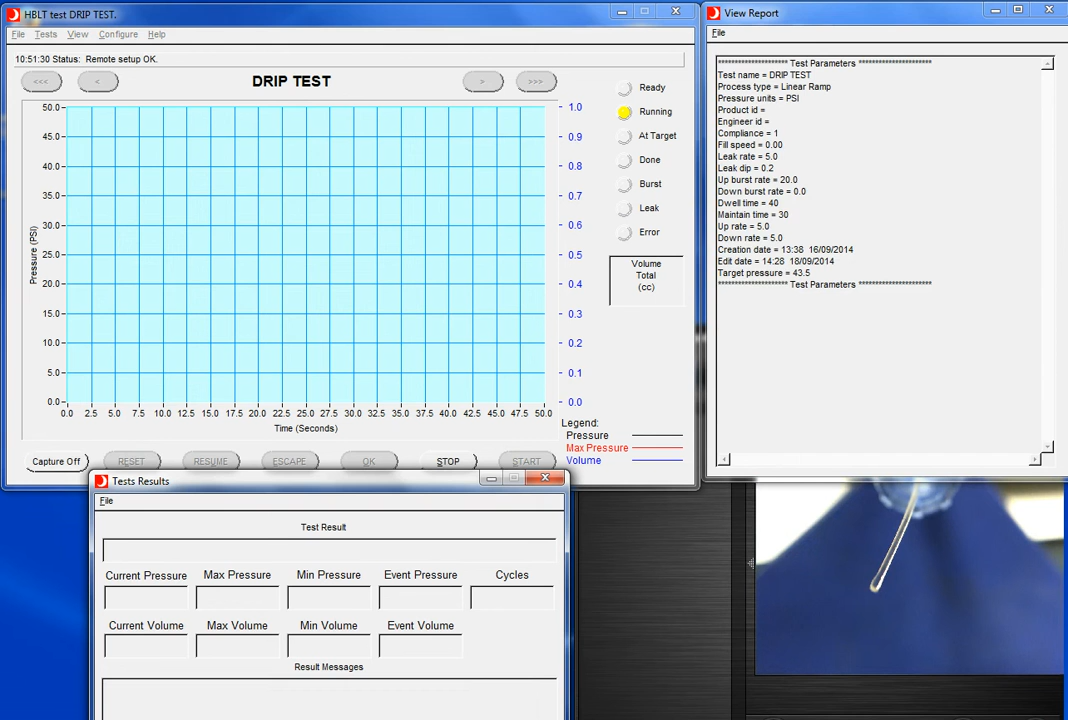 HBLT test DRIP TEST.
File Tests View Configure Help
10:51:30 Status: Remote setup OK.
<<< < DRIP TEST > >>>
Ready
Running
At Target
Done
Burst
Leak
Error
Volume
Total
(cc)
Pressure (PSI)
50.0
45.0
40.0
35.0
30.0
25.0
20.0
15.0
10.0
5.0
0.0
1.0
0.9
0.8
0.7
0.6
0.5
0.4
0.3
0.2
0.1
0.0
0.0 2.5 5.0 7.5 10.0 12.5 15.0 17.5 20.0 22.5 25.0 27.5 30.0 32.5 35.0 37.5 40.0 42.5 45.0 47.5 50.0
Time (Seconds)
Legend:
Pressure
Max Pressure
Volume
Capture Off RESET RESUME ESCAPE OK STOP START
View Report
File
******************** Test Parameters *********************
Test name = DRIP TEST
Process type = Linear Ramp
Pressure units = PSI
Product id =
Engineer id =
Compliance = 1
Fill speed = 0.00
Leak rate = 5.0
Leak dip = 0.2
Up burst rate = 20.0
Down burst rate = 0.0
Dwell time = 40
Maintain time = 30
Up rate = 5.0
Down rate = 5.0
Creation date = 13:38 16/09/2014
Edit date = 14:28 18/09/2014
Target pressure = 43.5
******************** Test Parameters *********************
Tests Results
File
Test Result
Current Pressure Max Pressure Min Pressure Event Pressure Cycles
Current Volume Max Volume Min Volume Event Volume
Result Messages